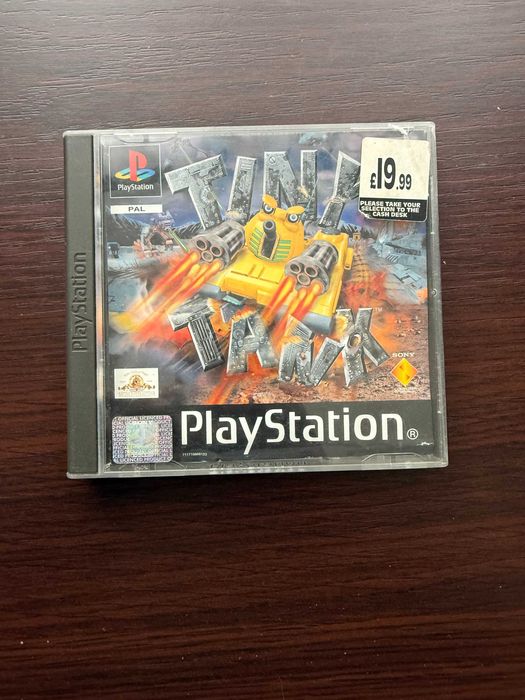 PlayStation
PlayStation
PAL
TINY
£19.99
PLEASE TAKE YOUR
SELECTION TO THE
CASH DESK
TANK
SONY
PlayStation®